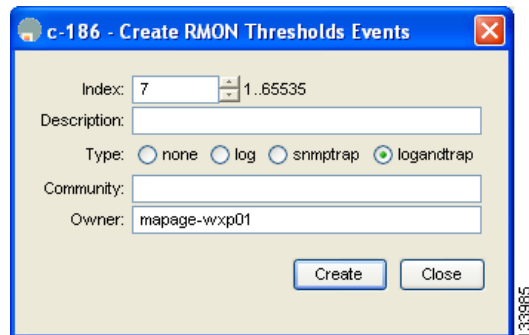 c-186 - Create RMON Thresholds Events
Index: 7 1..65535
Description:
Type: none log snmptrap logandtrap
Community:
Owner: mapage-wxp01
Create Close
33985